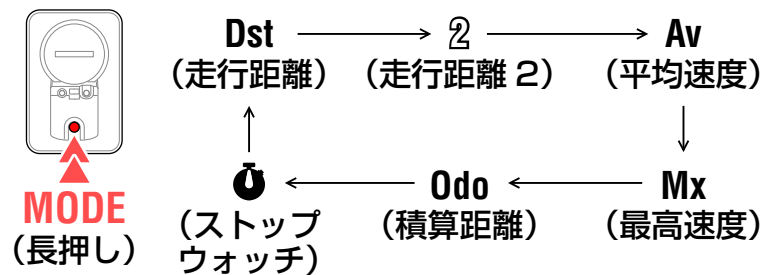 Dst
2
Av
（走行距離）
（走行距離 2）
（平均速度）
MODE
（長押し）
（ストップ
ウォッチ）
Odo
（積算距離）
Mx
（最高速度）